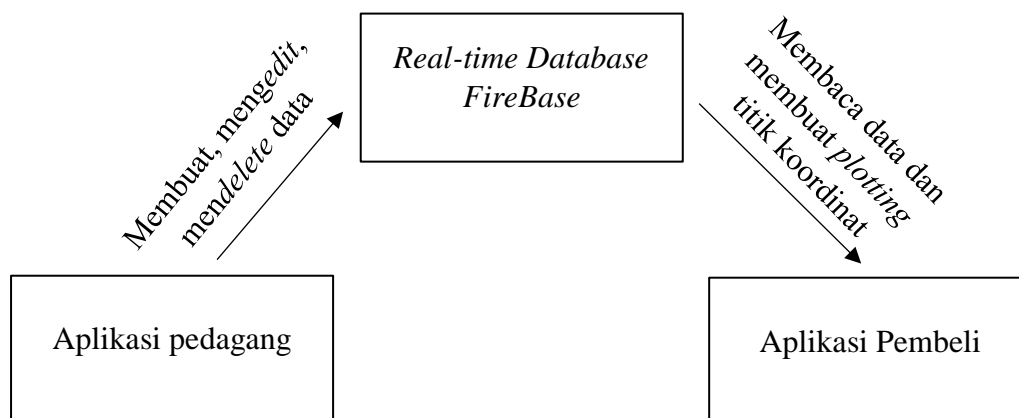 Real-time Database
FireBase
Membuat, mengedit,
mendelete data
Membaca data dan
membuat plotting
titik koordinat
Aplikasi pedagang
Aplikasi Pembeli